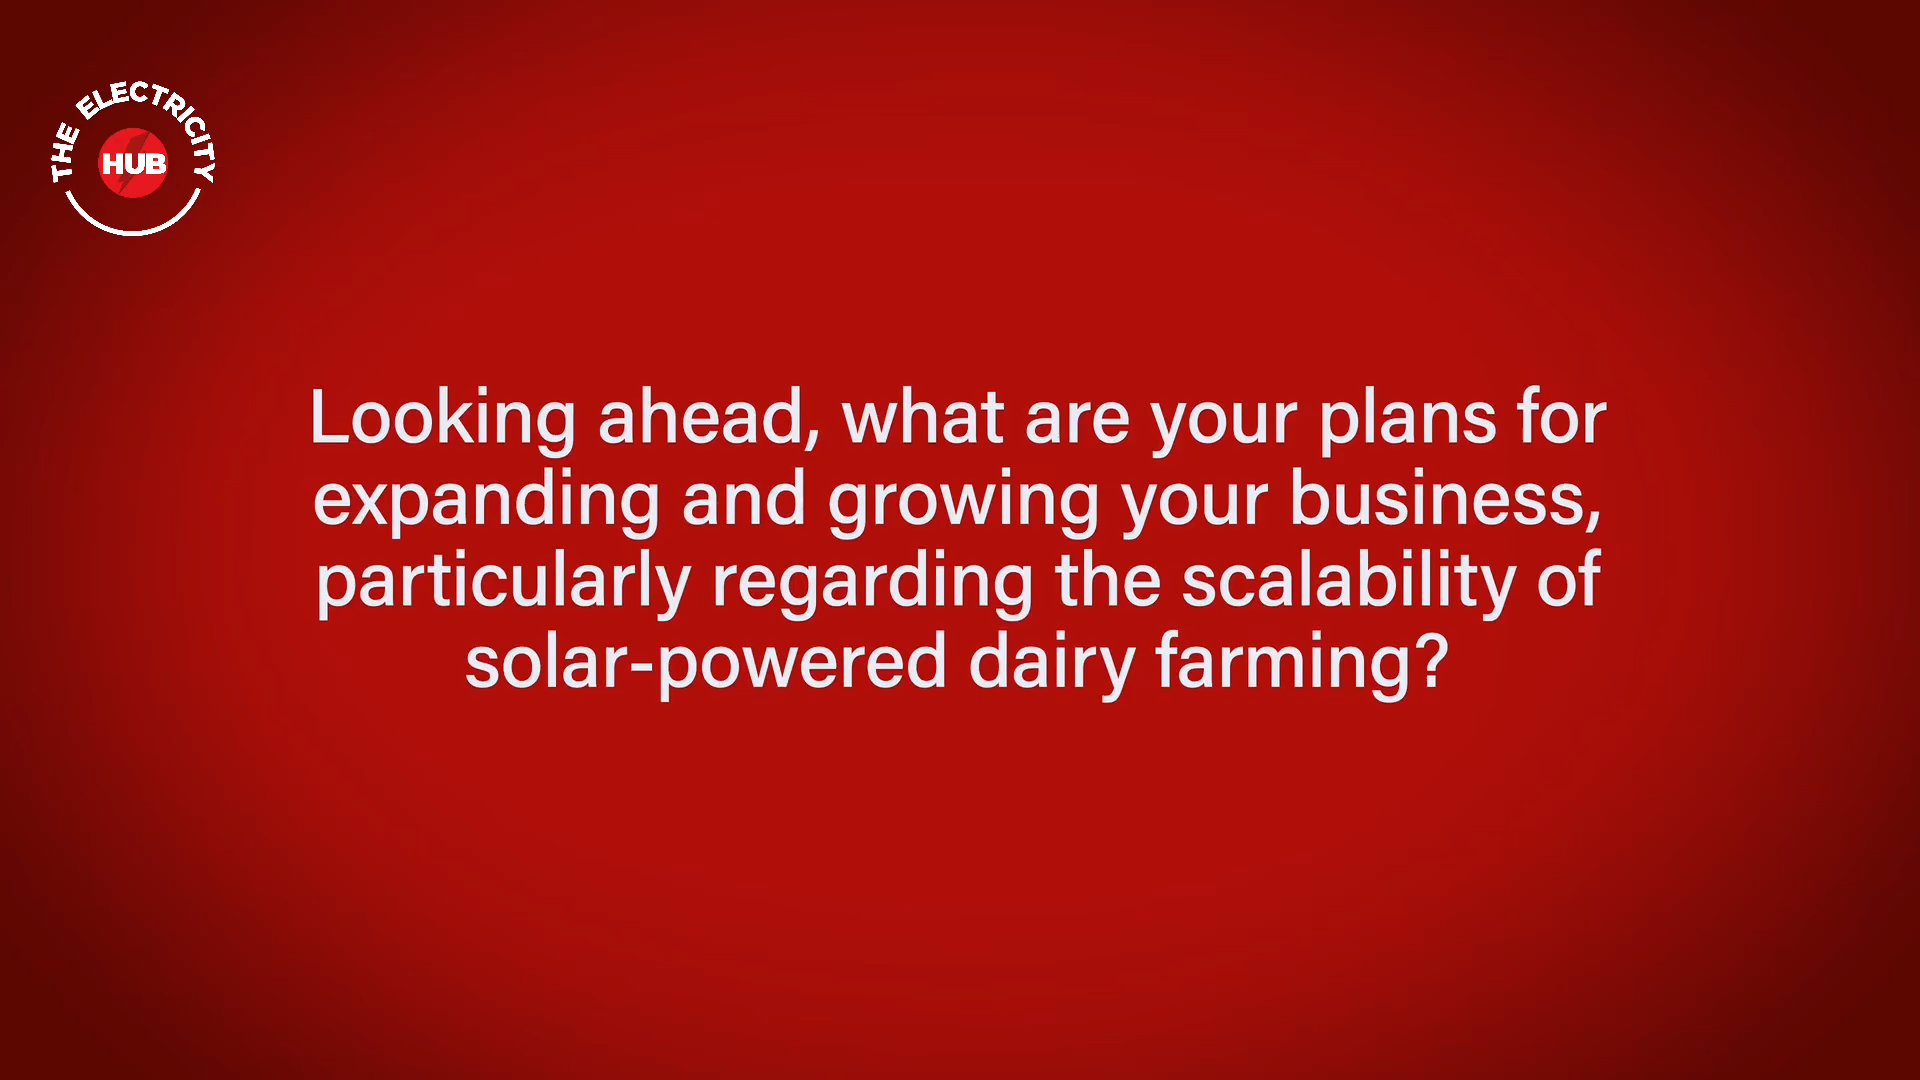 THE ELECTRICITY
HUB
Looking ahead, what are your plans for
expanding and growing your business,
particularly regarding the scalability of
solar-powered dairy farming?